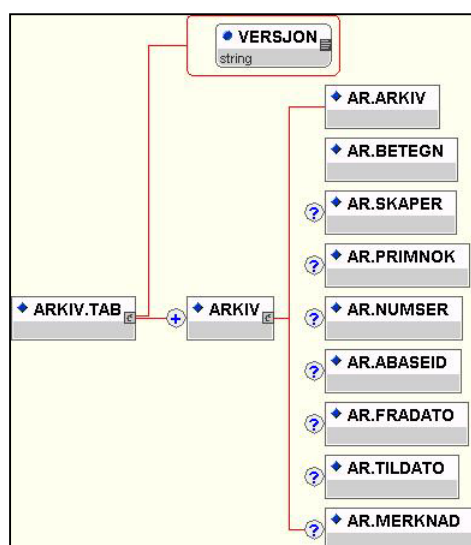 VERSJON
string
AR.ARKIV
AR.BETEGN
? AR.SKAPER
? AR.PRIMNOK
ARKIV.TAB + ARKIV ? AR.NUMSER
? AR.ABASEID
? AR.FRADATO
? AR.TILDATO
? AR.MERKNAD